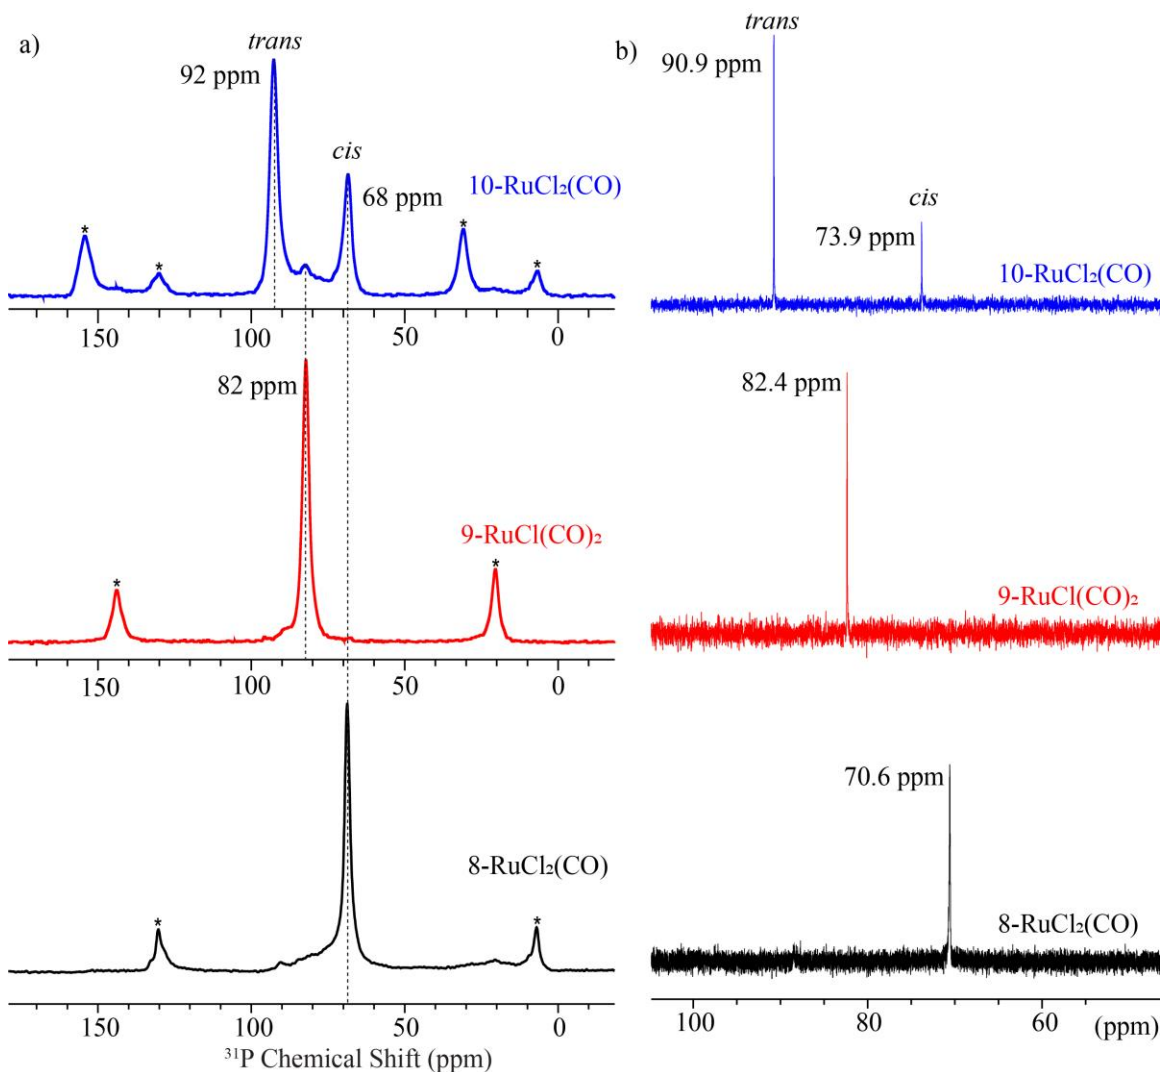 a)
trans
92 ppm
cis
68 ppm
10-RuCl₂(CO)
* * * *
150 100 50 0
82 ppm
9-RuCl(CO)₂
* *
150 100 50 0
8-RuCl₂(CO)
* *
150 100 50 0
³¹P Chemical Shift (ppm)
b)
trans
90.9 ppm
cis
73.9 ppm
10-RuCl₂(CO)
82.4 ppm
9-RuCl(CO)₂
70.6 ppm
8-RuCl₂(CO)
100 80 60 (ppm)